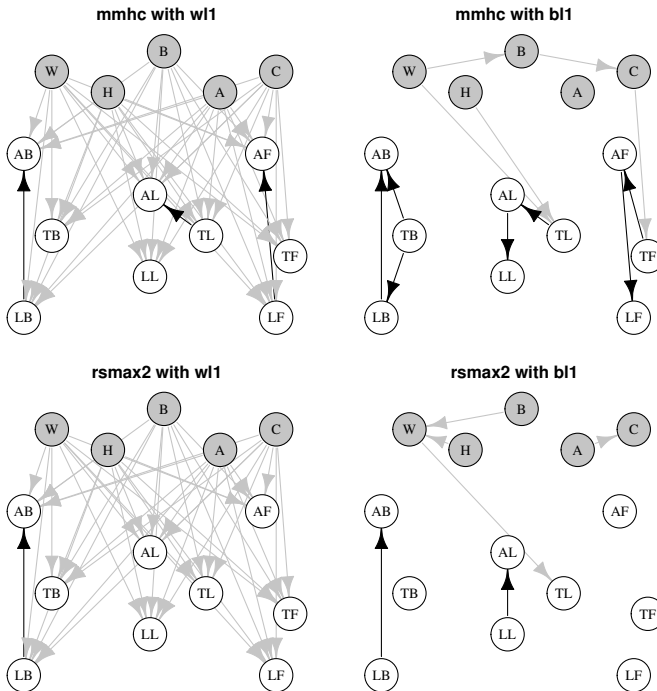 mmhc with wl1
mmhc with bl1
B
W
C
H
A
AB
AF
AL
TB
TL
TF
LL
LB
LF
B
W
C
H
A
AB
AF
AL
TB
TL
TF
LL
LB
LF
rsmax2 with wl1
rsmax2 with bl1
B
W
C
H
A
AB
AF
AL
TB
TL
TF
LL
LB
LF
B
W
C
H
A
AB
AF
AL
TB
TL
TF
LL
LB
LF